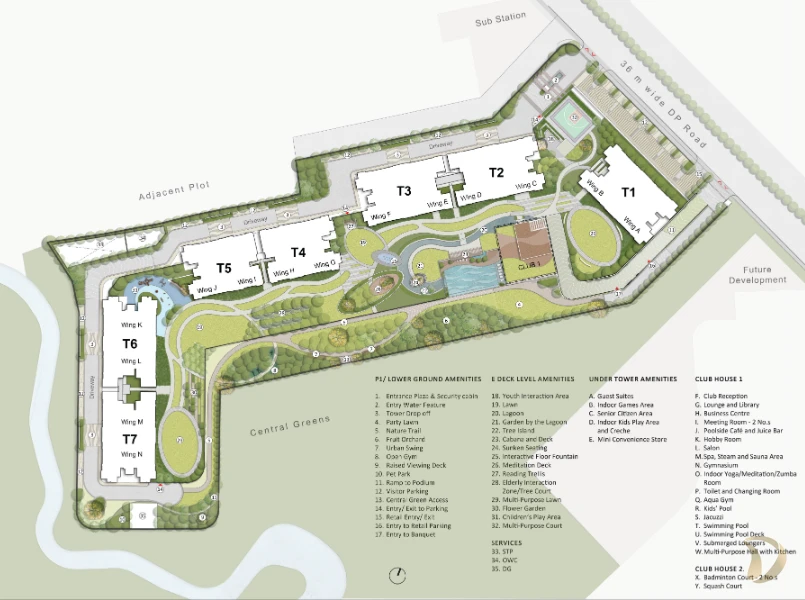 Sub Station
36 m wide DP Road
Adjacent Plot
Driveway
T3
T2
Wing F
Wing E
Wing D
Wing C
T1
Wing B
Wing A
Driveway
T5
T4
Wing J
Wing I
Wing H
Wing G
CLUB 1
Future
Development
Wing K
T6
Wing L
Driveway
Wing M
T7
Wing N
Central Greens
P1/ LOWER GROUND AMENITIES
1. Entrance Plaza & Security cabin
2. Entry Water Feature
3. Tower Drop off
4. Party Lawn
5. Nature Trail
6. Fruit Orchard
7. Urban Swing
8. Open Gym
9. Raised Viewing Deck
10. Pet Park
11. Ramp to Podium
12. Visitor Parking
13. Central Green Access
14. Entry/ Exit to Parking
15. Retail Entry/ Exit
16. Entry to Retail Parking
17. Entry to Banquet
E DECK LEVEL AMENITIES
18. Youth Interaction Area
19. Lawn
20. Lagoon
21. Garden by the Lagoon
22. Tree Island
23. Cabana and Deck
24. Sunken Seating
25. Interactive Floor Fountain
26. Meditation Deck
27. Reading Trellis
28. Elderly Interaction
Zone/Tree Court
29. Multi-Purpose Lawn
30. Flower Garden
31. Children's Play Area
32. Multi-Purpose Court
SERVICES
33. STP
34. OWC
35. DG
UNDER TOWER AMENITIES
A. Guest Suites
B. Indoor Games Area
C. Senior Citizen Area
D. Indoor Kids Play Area
and Creche
E. Mini Convenience Store
CLUB HOUSE 1
F. Club Reception
G. Lounge and Library
H. Business Centre
I. Meeting Room - 2 No.s
J. Poolside Café and Juice Bar
K. Hobby Room
L. Salon
M.Spa, Steam and Sauna Area
N. Gymnasium
O. Indoor Yoga/Meditation/Zumba
Room
P. Toilet and Changing Room
Q. Aqua Gym
R. Kids' Pool
S. Jacuzzi
T. Swimming Pool
U. Swimming Pool Deck
V. Submerged Loungers
W.Multi-Purpose Hall with Kitchen
CLUB HOUSE 2
X. Badminton Court - 2 No.s
Y. Squash Court